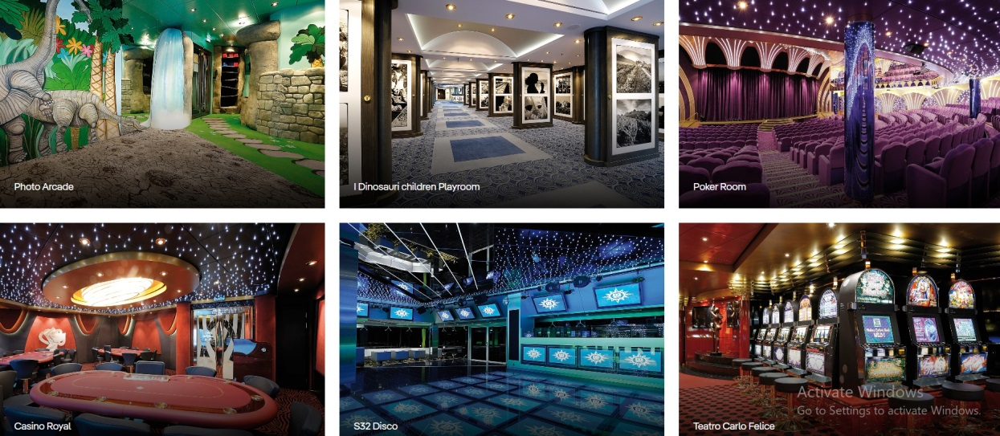 Photo Arcade
I Dinosauri children Playroom
Poker Room
Casino Royal
S32 Disco
Teatro Carlo Felice
Activate Windows
Go to Settings to activate Windows.